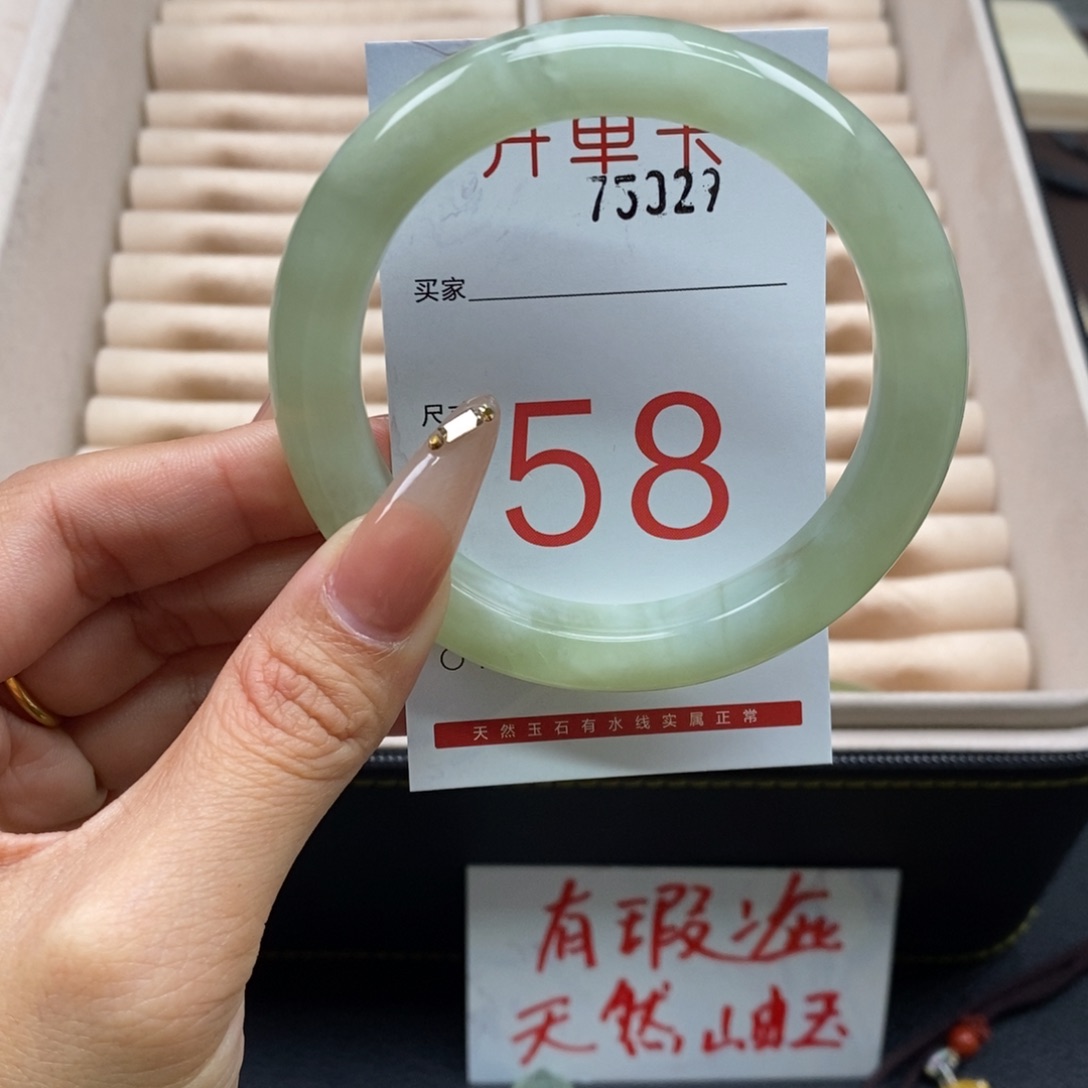 开单卡
75029
买家
尺
58
天然玉石有水线实属正常
有瑕疵
天然岫玉